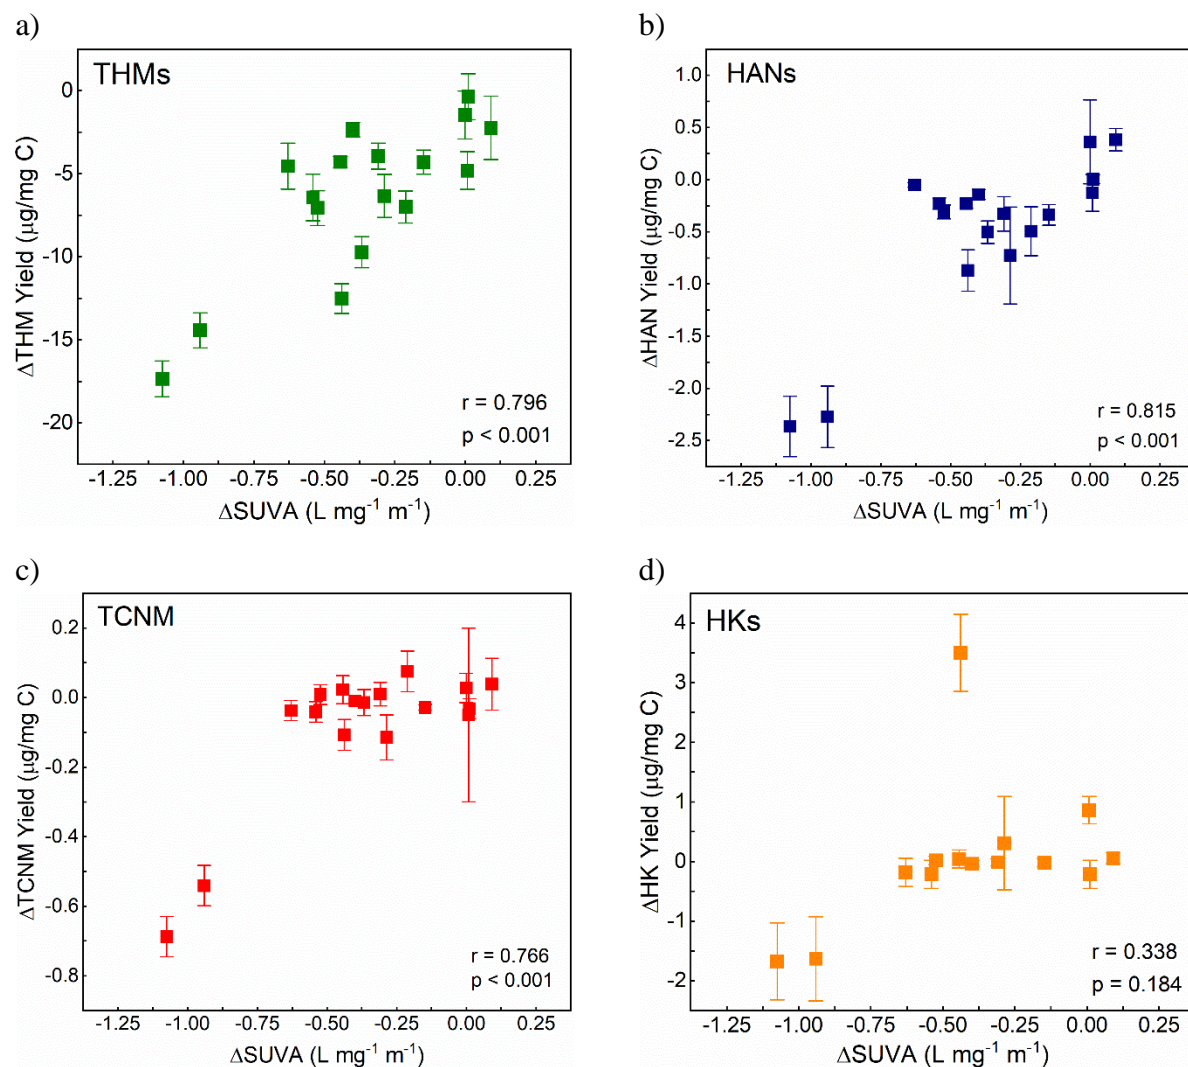 a)
THMs
0
-5
-10
-15
-20
ΔTHM Yield (µg/mg C)
r = 0.796
p < 0.001
-1.25 -1.00 -0.75 -0.50 -0.25 0.00 0.25
ΔSUVA (L mg⁻¹ m⁻¹)
b)
HANs
1.0
0.5
0.0
-0.5
-1.0
-1.5
-2.0
-2.5
ΔHAN Yield (µg/mg C)
r = 0.815
p < 0.001
-1.25 -1.00 -0.75 -0.50 -0.25 0.00 0.25
ΔSUVA (L mg⁻¹ m⁻¹)
c)
TCNM
0.2
0.0
-0.2
-0.4
-0.6
-0.8
ΔTCNM Yield (µg/mg C)
r = 0.766
p < 0.001
-1.25 -1.00 -0.75 -0.50 -0.25 0.00 0.25
ΔSUVA (L mg⁻¹ m⁻¹)
d)
HKs
4
3
2
1
0
-1
-2
ΔHK Yield (µg/mg C)
r = 0.338
p = 0.184
-1.25 -1.00 -0.75 -0.50 -0.25 0.00 0.25
ΔSUVA (L mg⁻¹ m⁻¹)